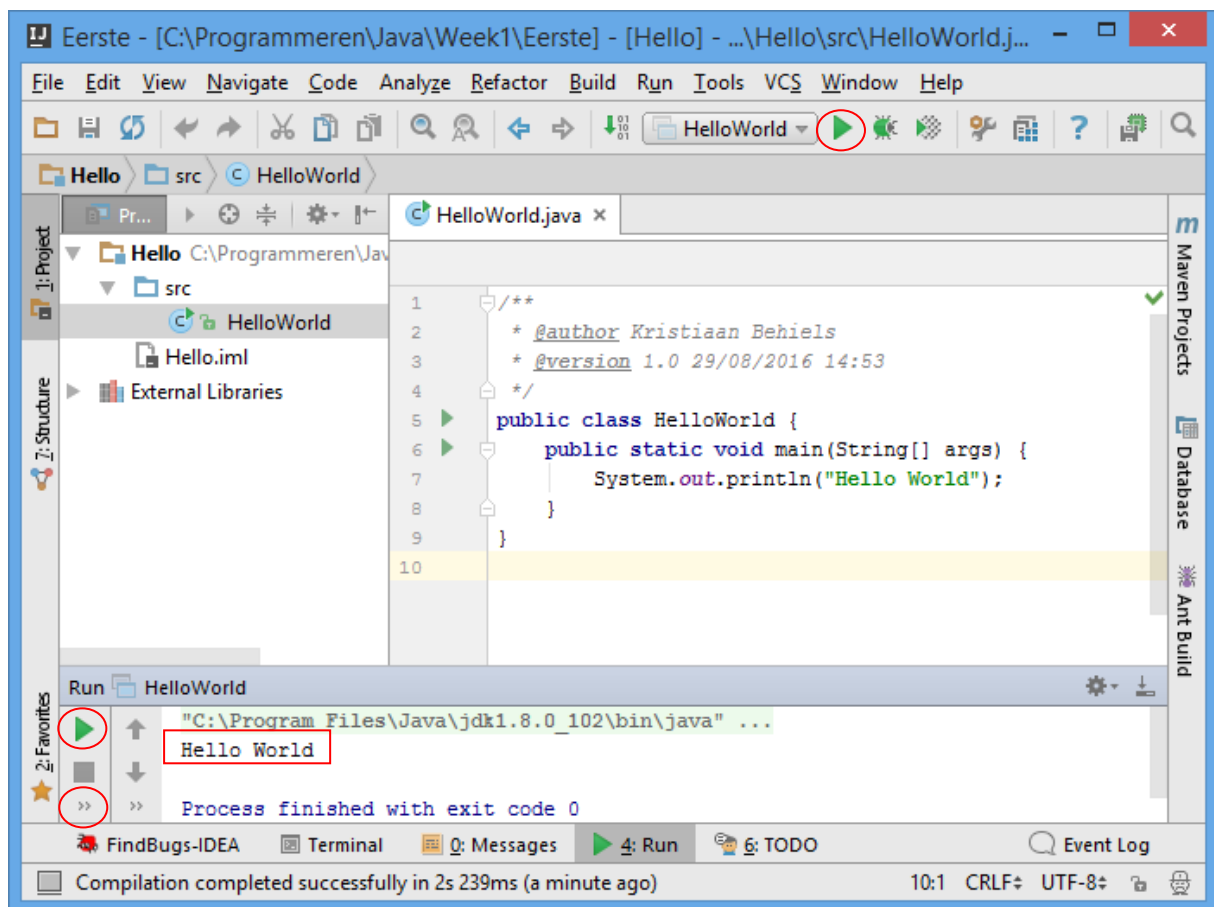 Eerste - [C:\Programmeren\Java\Week1\Eerste] - [Hello] - ...\Hello\src\HelloWorld.j...
File Edit View Navigate Code Analyze Refactor Build Run Tools VCS Window Help
HelloWorld
Hello src HelloWorld
1: Project
7: Structure
2: Favorites
Pr...
Hello C:\Programmeren\Jav
src
HelloWorld
Hello.iml
External Libraries
HelloWorld.java
1 /**
2 * @author Kristiaan Behiels
3 * @version 1.0 29/08/2016 14:53
4 */
5 public class HelloWorld {
6 public static void main(String[] args) {
7 System.out.println("Hello World");
8 }
9 }
10
Maven Projects
Database
Ant Build
Run HelloWorld
"C:\Program Files\Java\jdk1.8.0_102\bin\java" ...
Hello World
Process finished with exit code 0
FindBugs-IDEA Terminal 0: Messages 4: Run 6: TODO Event Log
Compilation completed successfully in 2s 239ms (a minute ago) 10:1 CRLF UTF-8